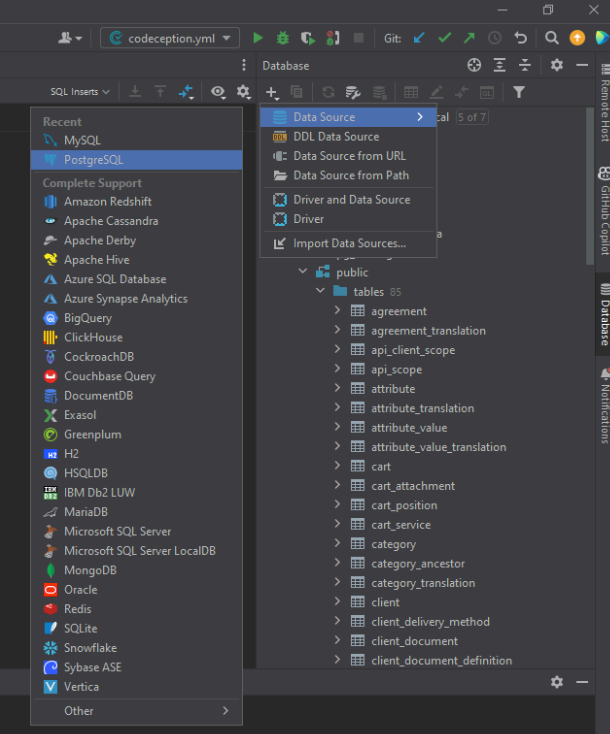 codeception.yml
Git:
Database
SQL Inserts
Recent
MySQL
PostgreSQL
Complete Support
Amazon Redshift
Apache Cassandra
Apache Derby
Apache Hive
Azure SQL Database
Azure Synapse Analytics
BigQuery
ClickHouse
CockroachDB
Couchbase Query
DocumentDB
Exasol
Greenplum
H2
HSQLDB
IBM Db2 LUW
MariaDB
Microsoft SQL Server
Microsoft SQL Server LocalDB
MongoDB
Oracle
Redis
SQLite
Snowflake
Sybase ASE
Vertica
Other
Data Source
DDL Data Source
Data Source from URL
Data Source from Path
Driver and Data Source
Driver
Import Data Sources...
5 of 7
public
tables 85
agreement
agreement_translation
api_client_scope
api_scope
attribute
attribute_translation
attribute_value
attribute_value_translation
cart
cart_attachment
cart_position
cart_service
category
category_ancestor
category_translation
client
client_delivery_method
client_document
client_document_definition
Remote Host
GitHub Copilot
Database
Notifications